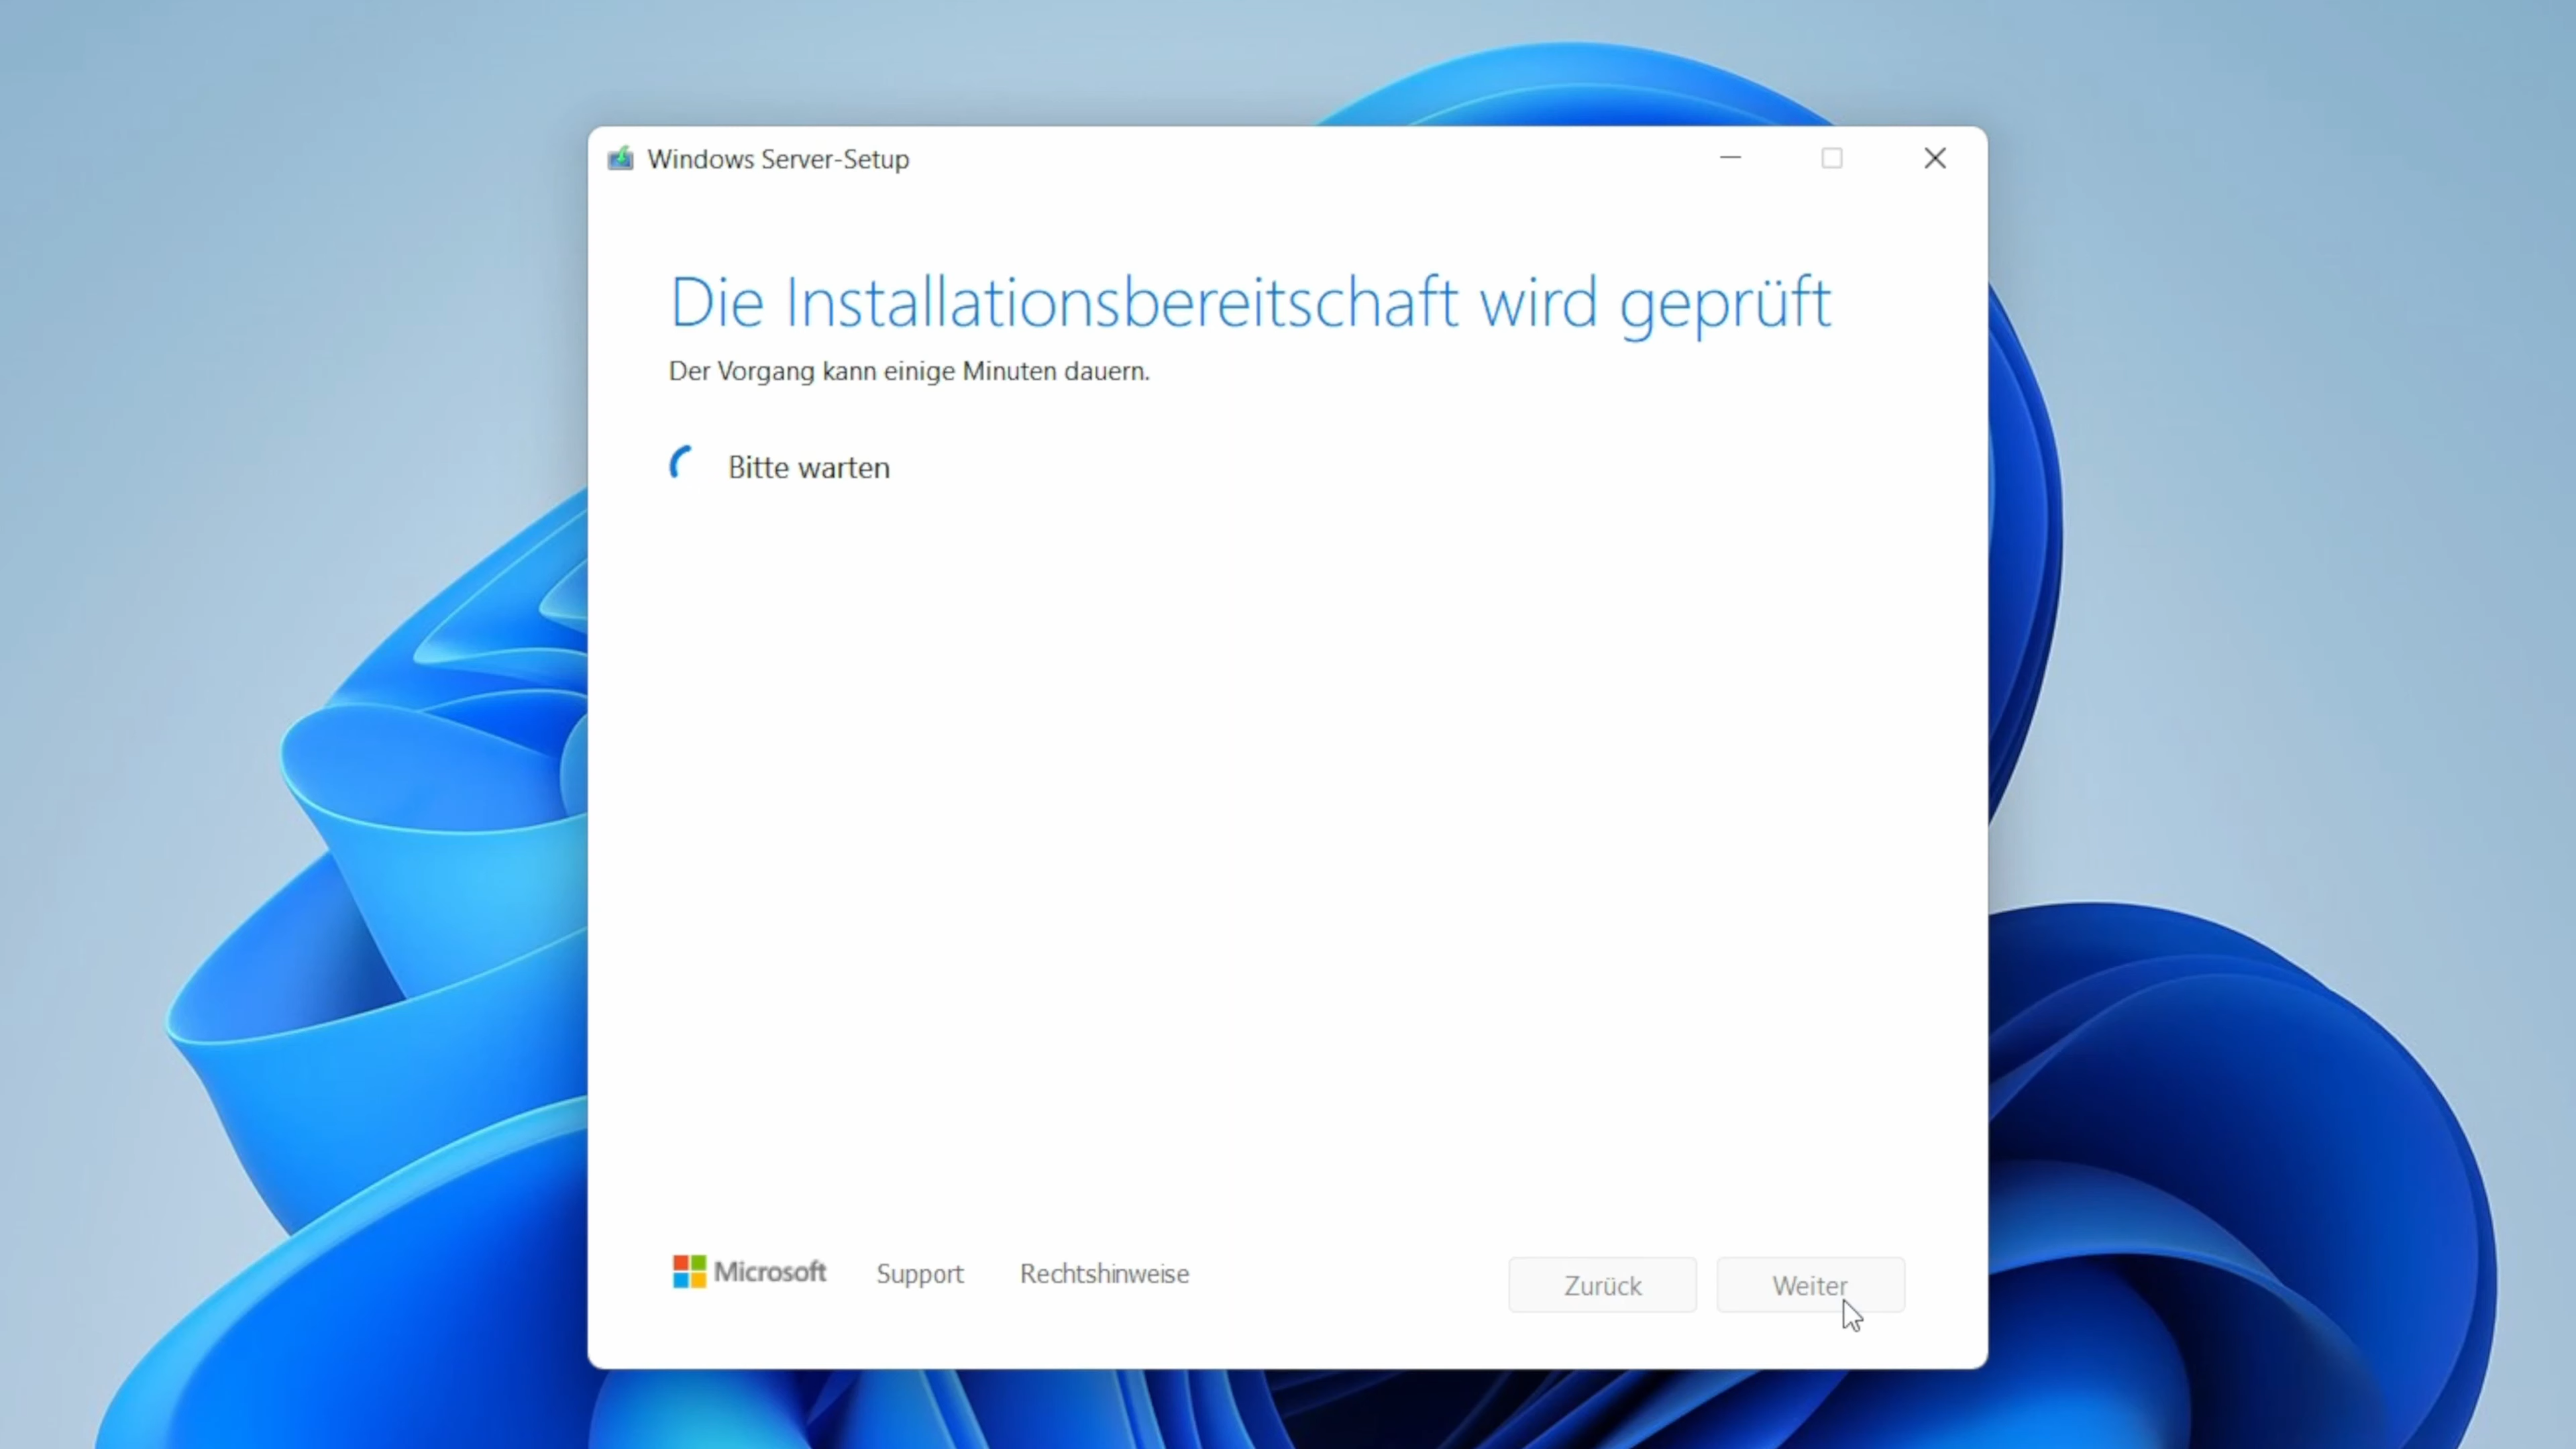 Windows Server-Setup
Die Installationsbereitschaft wird geprüft
Der Vorgang kann einige Minuten dauern.
Bitte warten
Microsoft Support Rechtshinweise Zurück Weiter